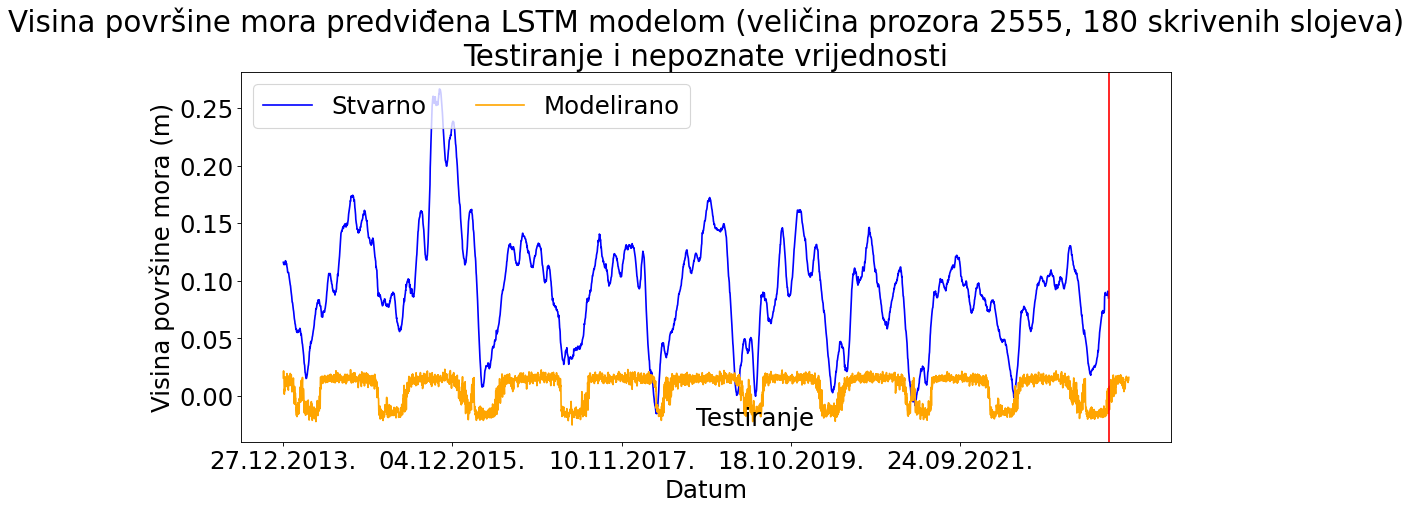 Visina površine mora predviđena LSTM modelom (veličina prozora 2555, 180 skrivenih slojeva)
Testiranje i nepoznate vrijednosti
Stvarno
Modelirano
Visina površine mora (m)
0.25
0.20
0.15
0.10
0.05
0.00
Testiranje
27.12.2013.
04.12.2015.
10.11.2017.
18.10.2019.
24.09.2021.
Datum